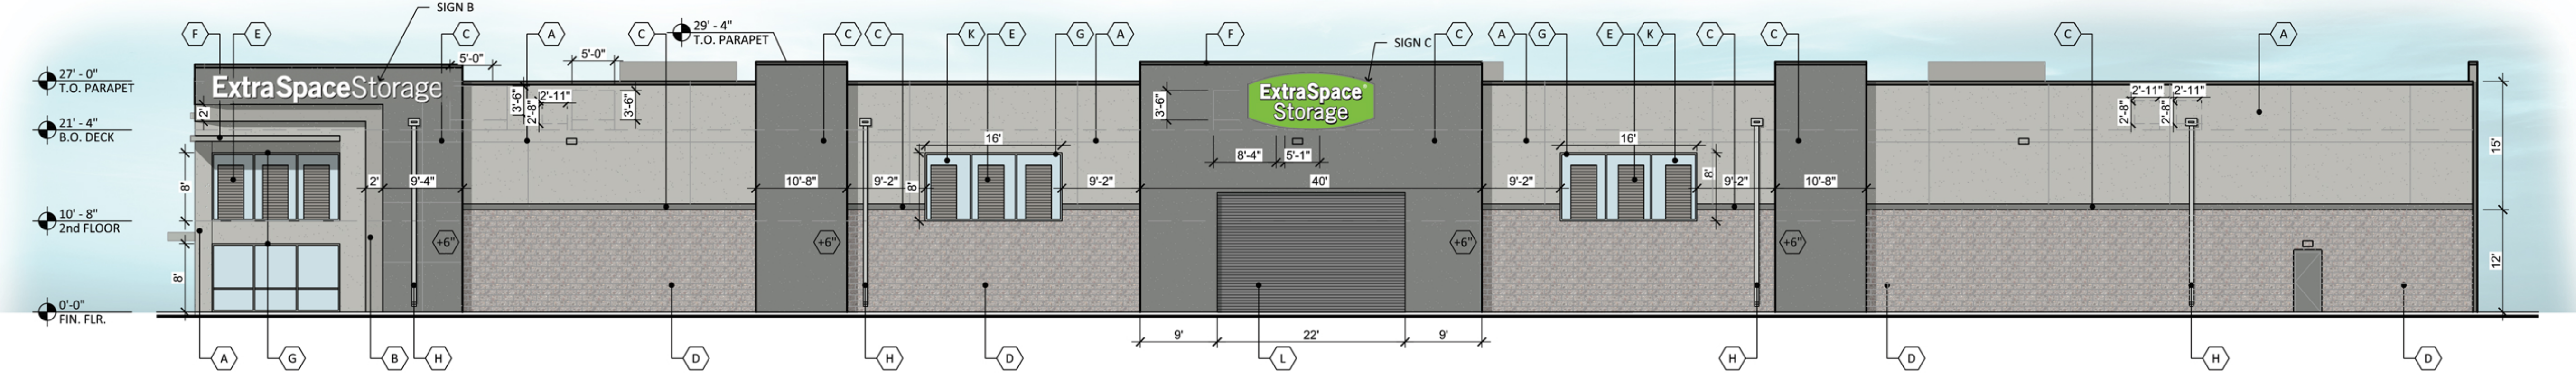 SIGN B
F
E
C
A
C
29' - 4"
T.O. PARAPET
C
C
K
E
G
A
F
SIGN C
C
A
G
E
K
C
C
C
A
5'-0"
5'-0"
27' - 0"
T.O. PARAPET
ExtraSpaceStorage
3'-6"
2'-11"
2'-8"
3'-6"
3'-6"
ExtraSpace®
Storage
2'-11"
2'-11"
2'-8"
2'-8"
2'
21' - 4"
B.O. DECK
16'
8'-4"
5'-1"
16'
15'
8'
2'
9'-4"
10'-8"
9'-2"
8'
9'-2"
40'
9'-2"
8'
9'-2"
10'-8"
10' - 8"
2nd FLOOR
+6"
+6"
+6"
+6"
8'
12'
0'-0"
FIN. FLR.
9'
22'
9'
A
G
B
H
D
H
D
L
H
D
H
D